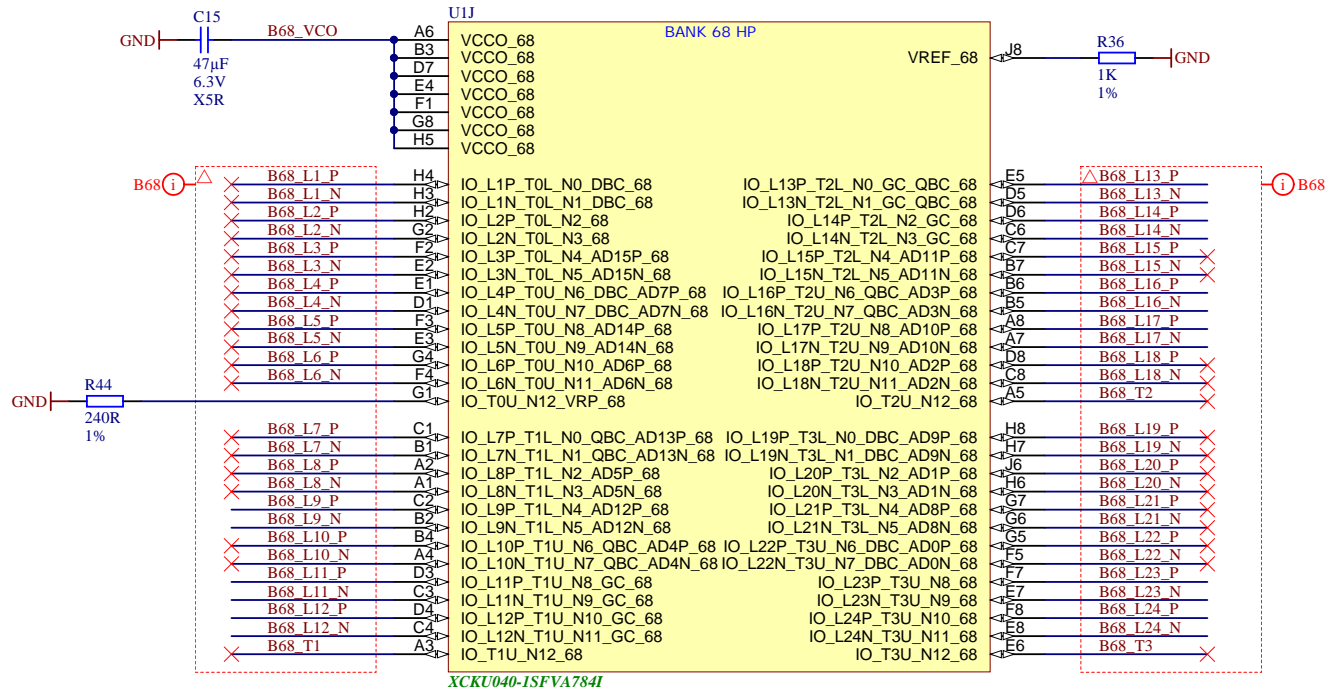 U1J
BANK 68 HP
C15
GND
47µF
6.3V
X5R
B68_VCO
A6 VCCO_68
B3 VCCO_68
D7 VCCO_68
E4 VCCO_68
F1 VCCO_68
G8 VCCO_68
H5 VCCO_68
VREF_68 J8
R36
1K
1%
GND
B68 i
B68_L1_P H4 IO_L1P_T0L_N0_DBC_68
B68_L1_N H3 IO_L1N_T0L_N1_DBC_68
B68_L2_P H2 IO_L2P_T0L_N2_68
B68_L2_N G2 IO_L2N_T0L_N3_68
B68_L3_P F2 IO_L3P_T0L_N4_AD15P_68
B68_L3_N E2 IO_L3N_T0L_N5_AD15N_68
B68_L4_P E1 IO_L4P_T0U_N6_DBC_AD7P_68
B68_L4_N D1 IO_L4N_T0U_N7_DBC_AD7N_68
B68_L5_P F3 IO_L5P_T0U_N8_AD14P_68
B68_L5_N E3 IO_L5N_T0U_N9_AD14N_68
B68_L6_P G4 IO_L6P_T0U_N10_AD6P_68
B68_L6_N F4 IO_L6N_T0U_N11_AD6N_68
R44
GND
240R
1%
G1 IO_T0U_N12_VRP_68
B68_L7_P C1 IO_L7P_T1L_N0_QBC_AD13P_68
B68_L7_N B1 IO_L7N_T1L_N1_QBC_AD13N_68
B68_L8_P A2 IO_L8P_T1L_N2_AD5P_68
B68_L8_N A1 IO_L8N_T1L_N3_AD5N_68
B68_L9_P C2 IO_L9P_T1L_N4_AD12P_68
B68_L9_N B2 IO_L9N_T1L_N5_AD12N_68
B68_L10_P B4 IO_L10P_T1U_N6_QBC_AD4P_68
B68_L10_N A4 IO_L10N_T1U_N7_QBC_AD4N_68
B68_L11_P D3 IO_L11P_T1U_N8_GC_68
B68_L11_N C3 IO_L11N_T1U_N9_GC_68
B68_L12_P D4 IO_L12P_T1U_N10_GC_68
B68_L12_N C4 IO_L12N_T1U_N11_GC_68
B68_T1 A3 IO_T1U_N12_68
IO_L13P_T2L_N0_GC_QBC_68 E5 B68_L13_P
IO_L13N_T2L_N1_GC_QBC_68 D5 B68_L13_N
IO_L14P_T2L_N2_GC_68 D6 B68_L14_P
IO_L14N_T2L_N3_GC_68 C6 B68_L14_N
IO_L15P_T2L_N4_AD11P_68 C7 B68_L15_P
IO_L15N_T2L_N5_AD11N_68 B7 B68_L15_N
IO_L16P_T2U_N6_QBC_AD3P_68 B6 B68_L16_P
IO_L16N_T2U_N7_QBC_AD3N_68 B5 B68_L16_N
IO_L17P_T2U_N8_AD10P_68 A8 B68_L17_P
IO_L17N_T2U_N9_AD10N_68 A7 B68_L17_N
IO_L18P_T2U_N10_AD2P_68 D8 B68_L18_P
IO_L18N_T2U_N11_AD2N_68 C8 B68_L18_N
IO_T2U_N12_68 A5 B68_T2
IO_L19P_T3L_N0_DBC_AD9P_68 H8 B68_L19_P
IO_L19N_T3L_N1_DBC_AD9N_68 H7 B68_L19_N
IO_L20P_T3L_N2_AD1P_68 J6 B68_L20_P
IO_L20N_T3L_N3_AD1N_68 H6 B68_L20_N
IO_L21P_T3L_N4_AD8P_68 G7 B68_L21_P
IO_L21N_T3L_N5_AD8N_68 G6 B68_L21_N
IO_L22P_T3U_N6_DBC_AD0P_68 G5 B68_L22_P
IO_L22N_T3U_N7_DBC_AD0N_68 F5 B68_L22_N
IO_L23P_T3U_N8_68 F7 B68_L23_P
IO_L23N_T3U_N9_68 E7 B68_L23_N
IO_L24P_T3U_N10_68 F8 B68_L24_P
IO_L24N_T3U_N11_68 E8 B68_L24_N
IO_T3U_N12_68 E6 B68_T3
i B68
XCKU040-1SFVA784I